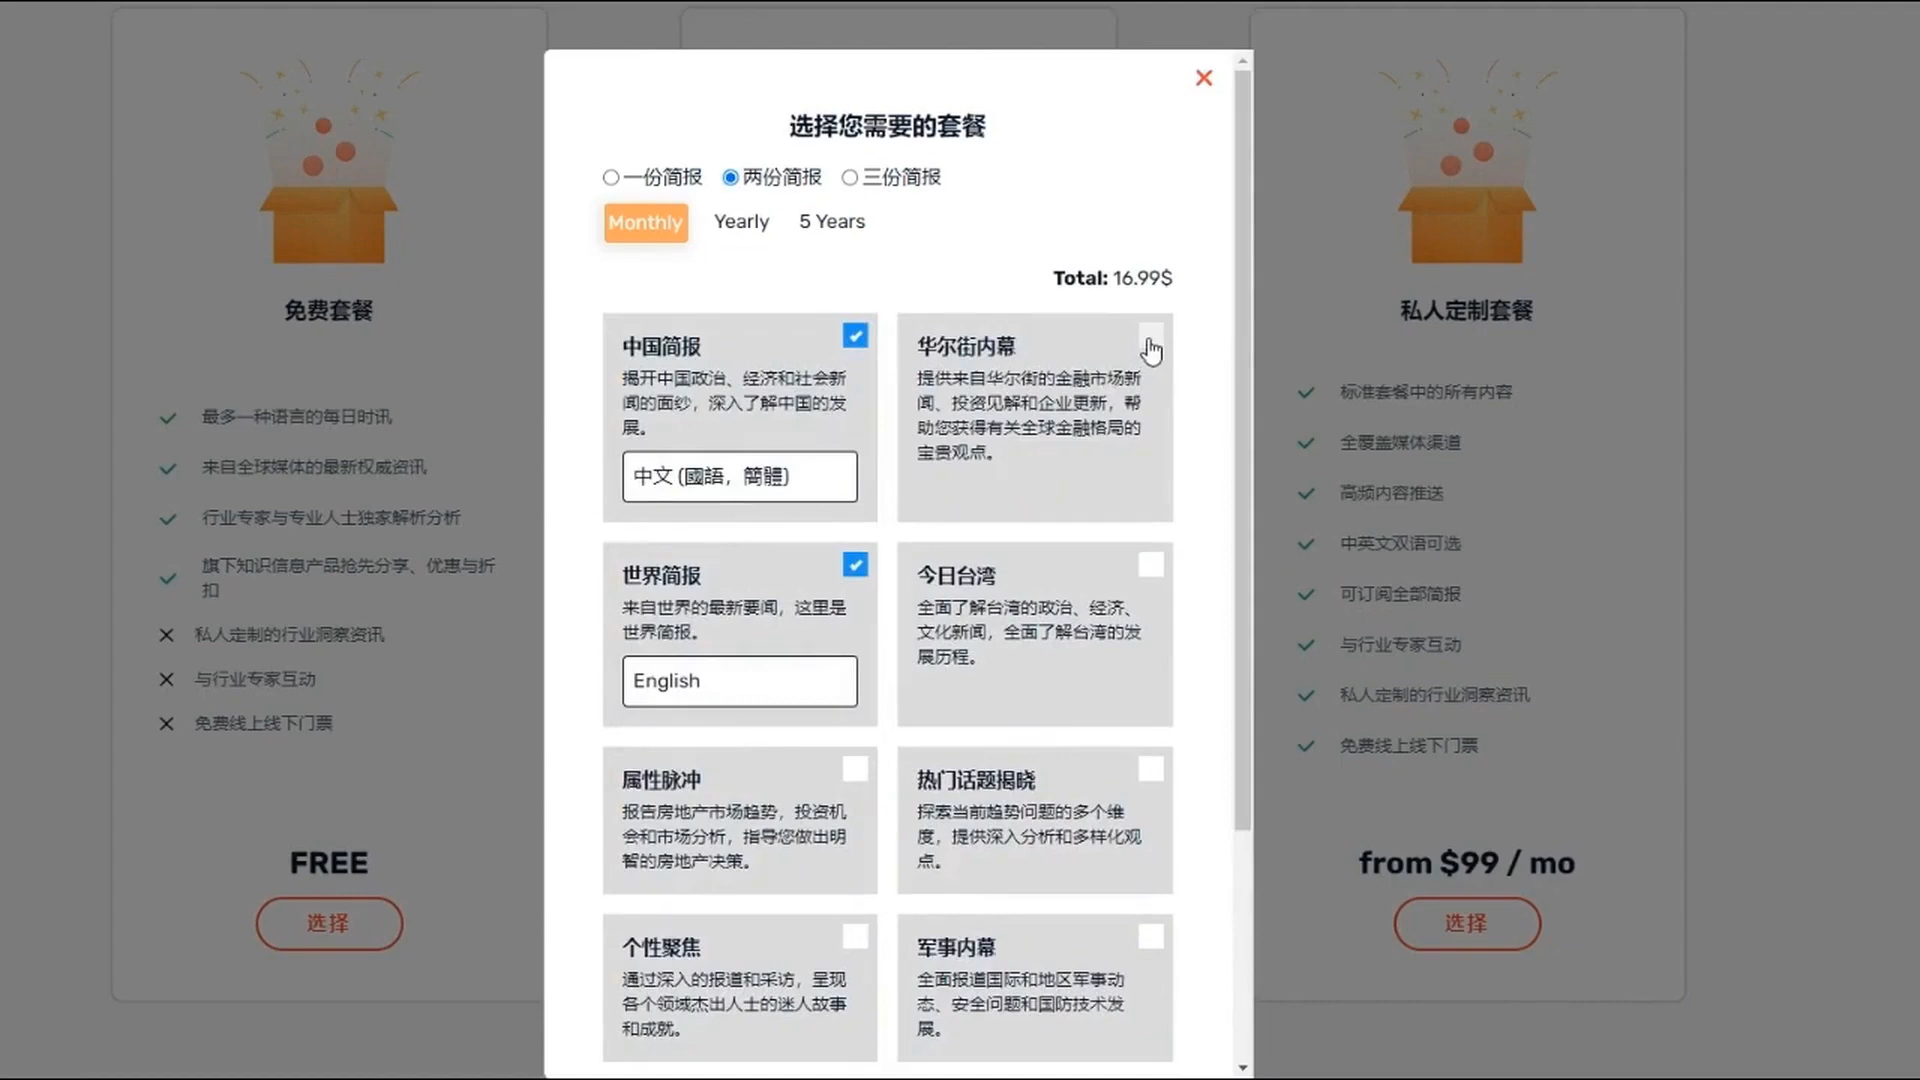 选择您需要的套餐
一份简报 两份简报 三份简报
Monthly Yearly 5 Years
Total: 16.99$
中国简报
揭开中国政治、经济和社会新
闻的面纱，深入了解中国的发
展。
中文 (國語，簡體)
华尔街内幕
提供来自华尔街的金融市场新
闻、投资见解和企业更新，帮
助您获得有关全球金融格局的
宝贵观点。
世界简报
来自世界的最新要闻，这里是
世界简报。
English
今日台湾
全面了解台湾的政治、经济、
文化新闻，全面了解台湾的发
展历程。
属性脉冲
报告房地产市场趋势，投资机
会和市场分析，指导您做出明
智的房地产决策。
热门话题揭晓
探索当前趋势问题的多个维
度，提供深入分析和多样化观
点。
个性聚焦
通过深入的报道和采访，呈现
各个领域杰出人士的迷人故事
和成就。
军事内幕
全面报道国际和地区军事动
态、安全问题和国防技术发
展。
免费套餐
最多一种语言的每日时讯
来自全球媒体的最新权威资讯
行业专家与专业人士独家解析分析
旗下知识信息产品抢先分享、优惠与折
扣
私人定制的行业洞察资讯
与行业专家互动
免费线上线下门票
FREE
选择
私人定制套餐
标准套餐中的所有内容
全覆盖媒体渠道
高频内容推送
中英文双语可选
可订阅全部简报
与行业专家互动
私人定制的行业洞察资讯
免费线上线下门票
from $99 / mo
选择